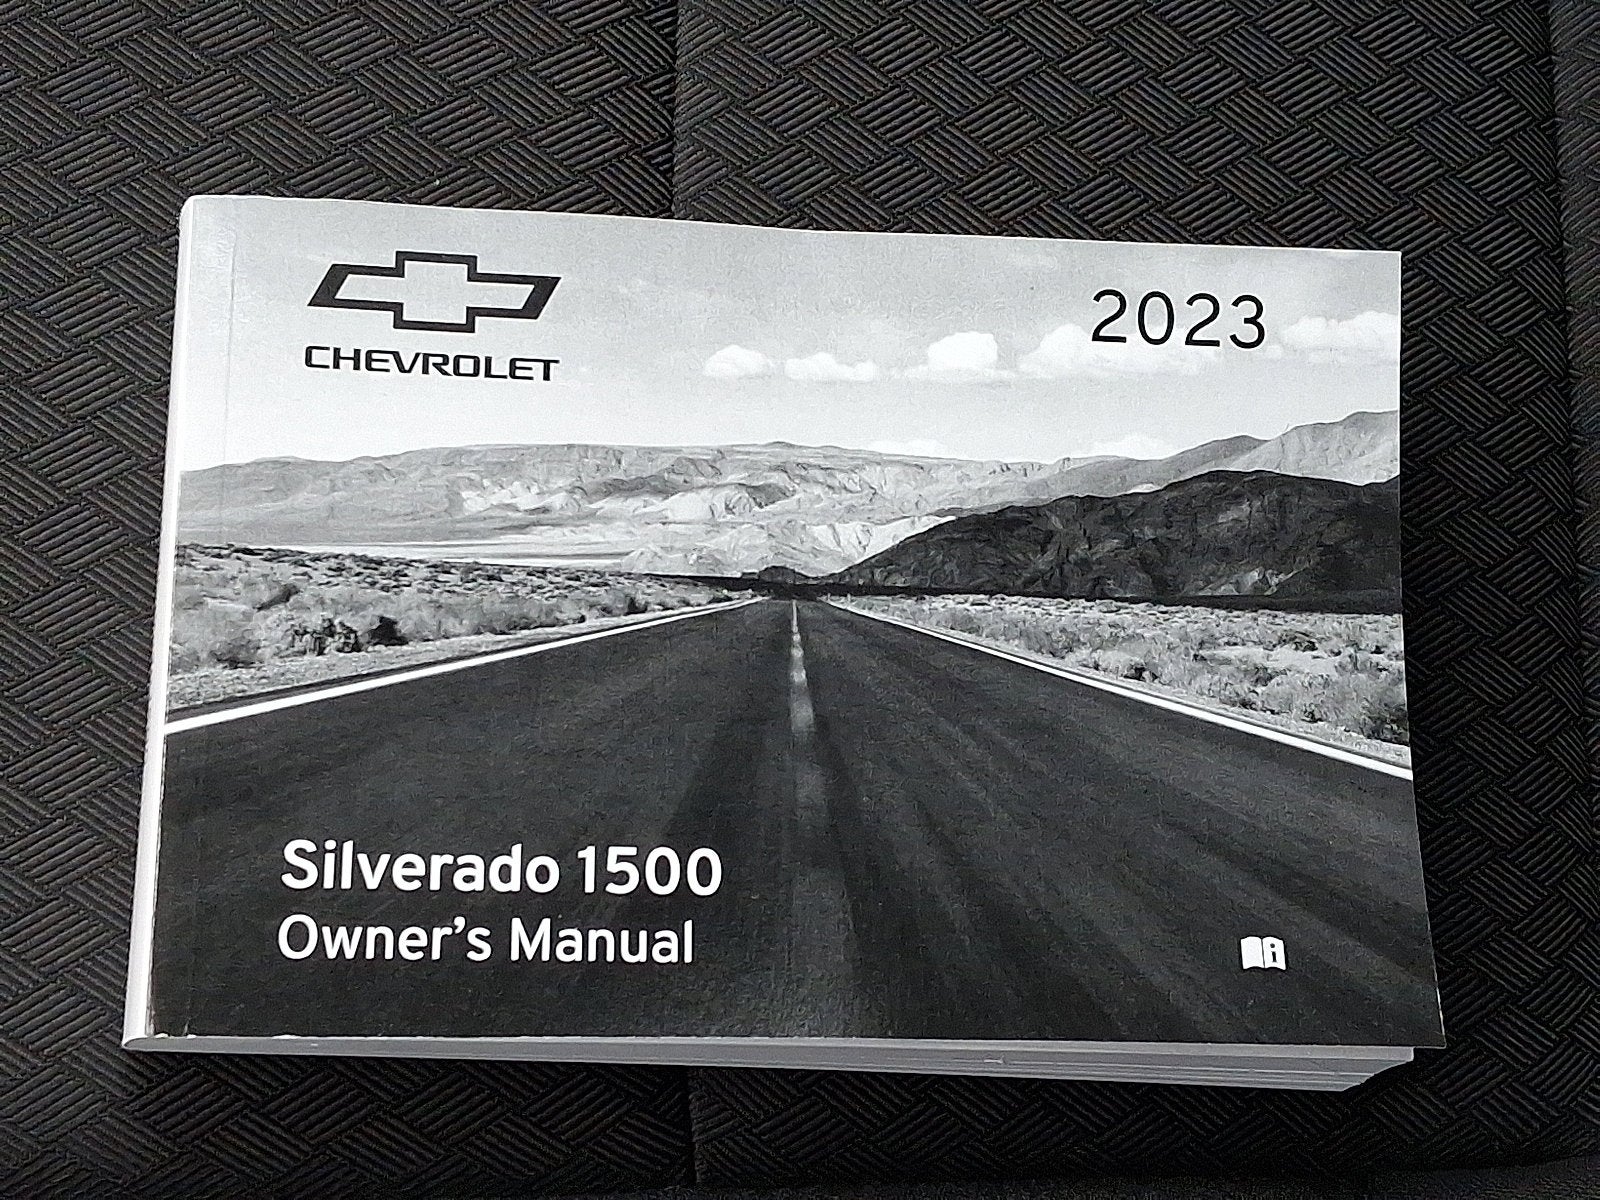 CHEVROLET
2023
Silverado 1500
Owner's Manual